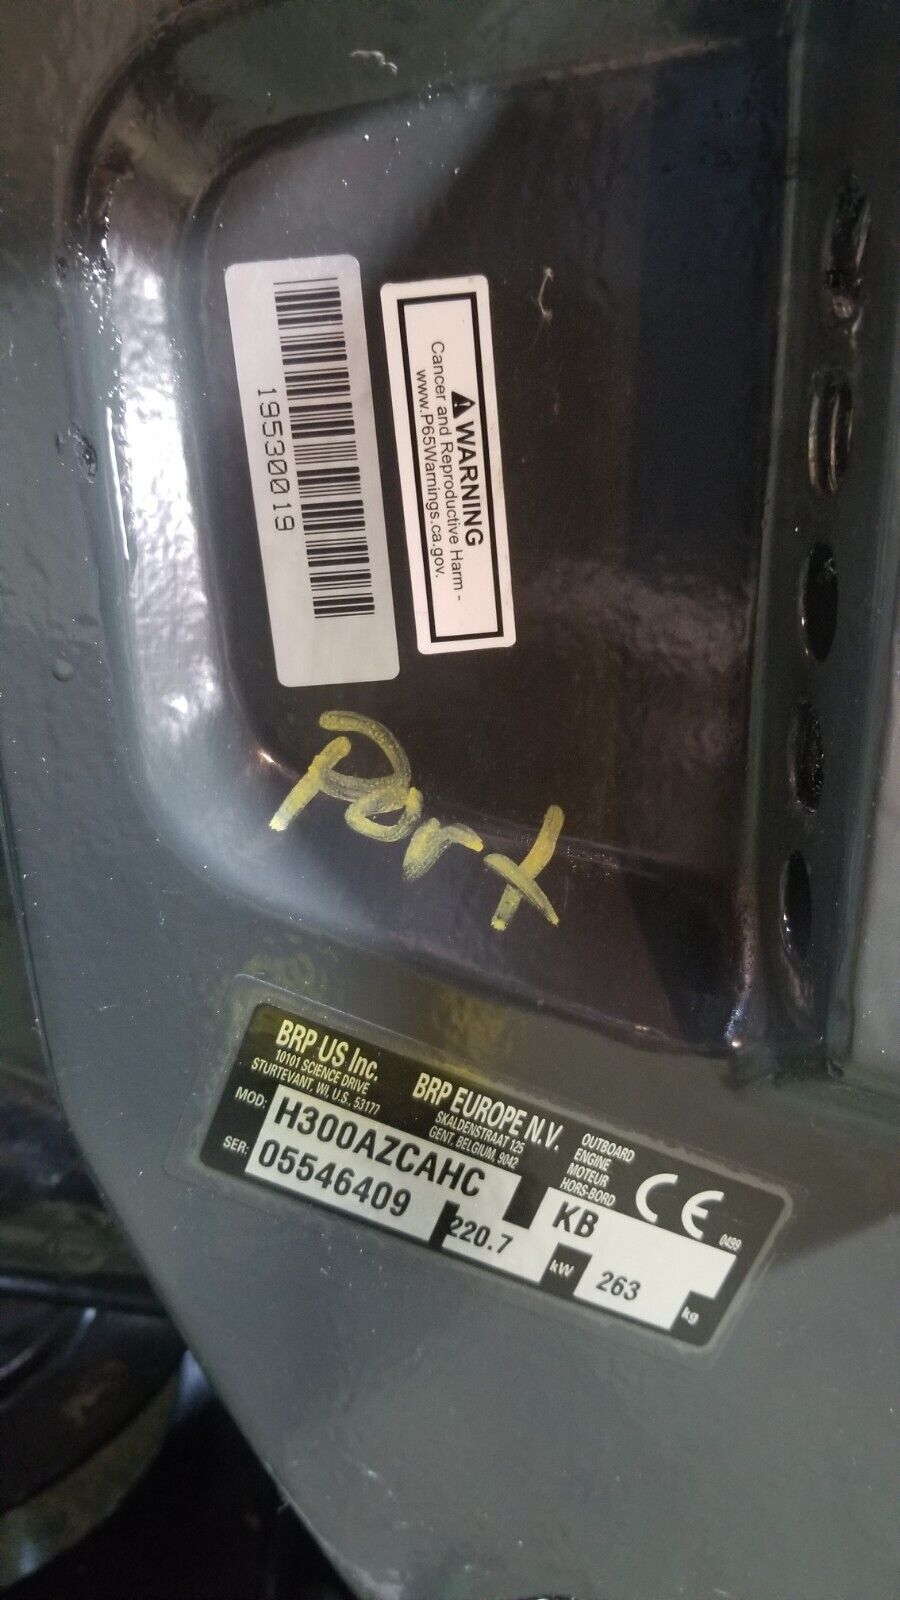 19530019
⚠WARNING
Cancer and Reproductive Harm -
www.P65Warnings.ca.gov.
Port
BRP US Inc.
10101 SCIENCE DRIVE
STURTEVANT, WI, U.S. 53177
BRP EUROPE N.V.
SKALDENSTRAAT 125
GENT, BELGIUM, 9042
OUTBOARD
ENGINE
MOTEUR
HORS-BORD
CE
0499
MOD: H300AZCAHC KB
SER: 05546409 220.7 kW 263 kg